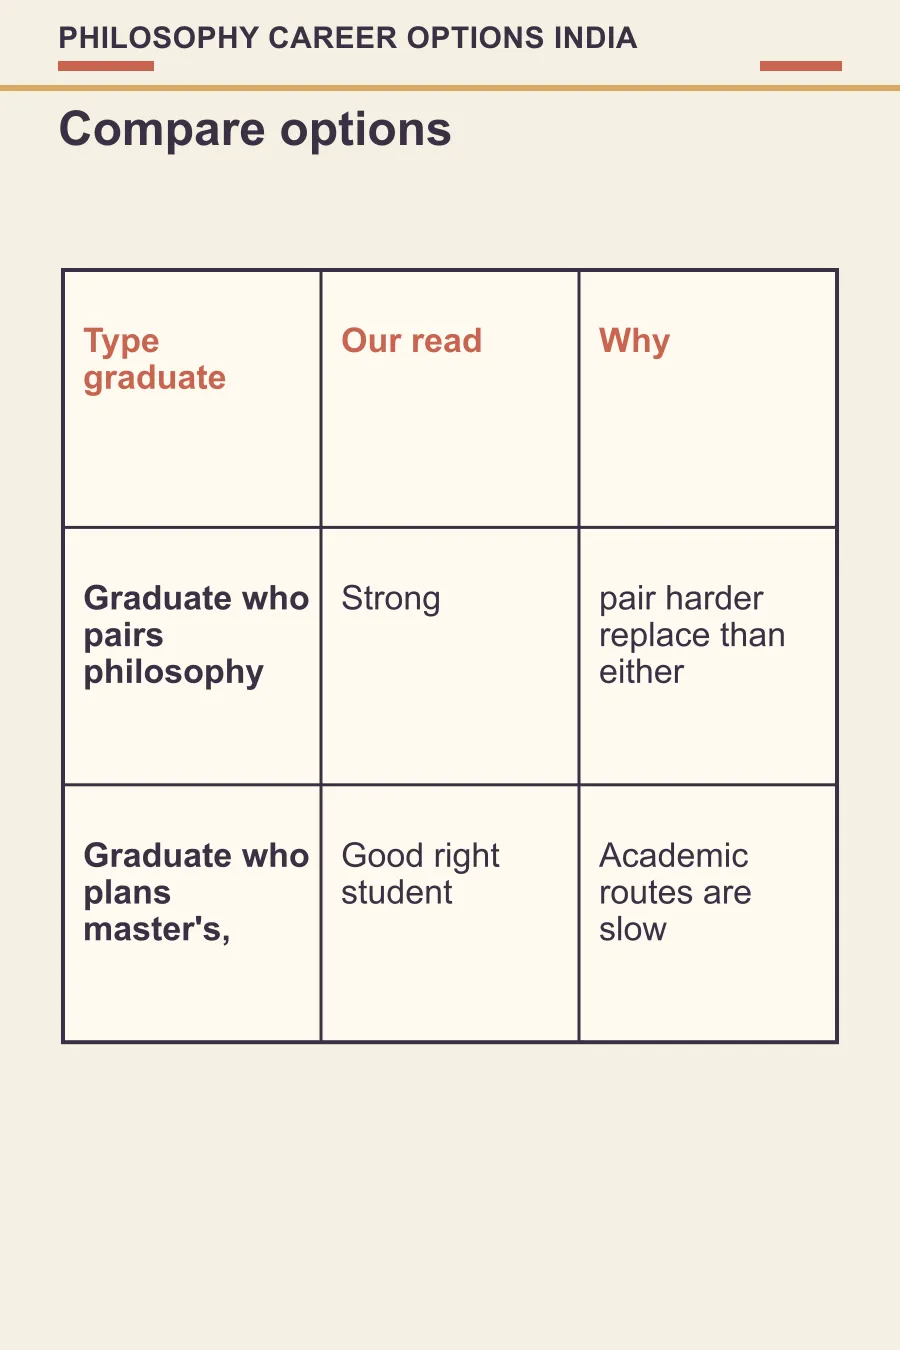 PHILOSOPHY CAREER OPTIONS INDIA
Compare options
Type
graduate
Our read
Why
Graduate who
pairs
philosophy
Strong
pair harder
replace than
either
Graduate who
plans
master's,
Good right
student
Academic
routes are
slow